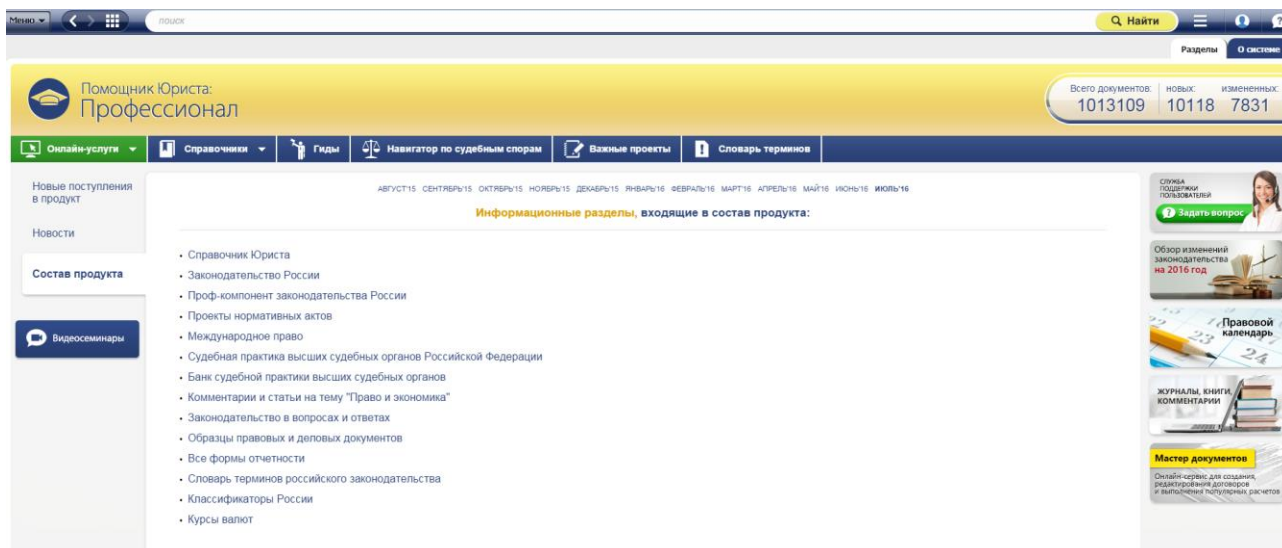 Меню
поиск
Найти
Разделы
О системе
Помощник Юриста:
Профессионал
Всего документов: новых: измененных:
1013109 10118 7831
Онлайн-услуги
Справочники
Гиды
Навигатор по судебным спорам
Важные проекты
Словарь терминов
Новые поступления
в продукт
Новости
Состав продукта
Видеосеминары
АВГУСТ'15 СЕНТЯБРЬ'15 ОКТЯБРЬ'15 НОЯБРЬ'15 ДЕКАБРЬ'15 ЯНВАРЬ'16 ФЕВРАЛЬ'16 МАРТ'16 АПРЕЛЬ'16 МАЙ'16 ИЮНЬ'16 ИЮЛЬ'16
Информационные разделы, входящие в состав продукта:
• Справочник Юриста
• Законодательство России
• Проф-компонент законодательства России
• Проекты нормативных актов
• Международное право
• Судебная практика высших судебных органов Российской Федерации
• Банк судебной практики высших судебных органов
• Комментарии и статьи на тему "Право и экономика"
• Законодательство в вопросах и ответах
• Образцы правовых и деловых документов
• Все формы отчетности
• Словарь терминов российского законодательства
• Классификаторы России
• Курсы валют
СЛУЖБА
ПОДДЕРЖКИ
ПОЛЬЗОВАТЕЛЕЙ
Задать вопрос
Обзор изменений
законодательства
на 2016 год
Правовой
календарь
22 23 24
ЖУРНАЛЫ, КНИГИ,
КОММЕНТАРИИ
Мастер документов
Онлайн-сервис для создания,
редактирования договоров
и выполнения популярных расчетов